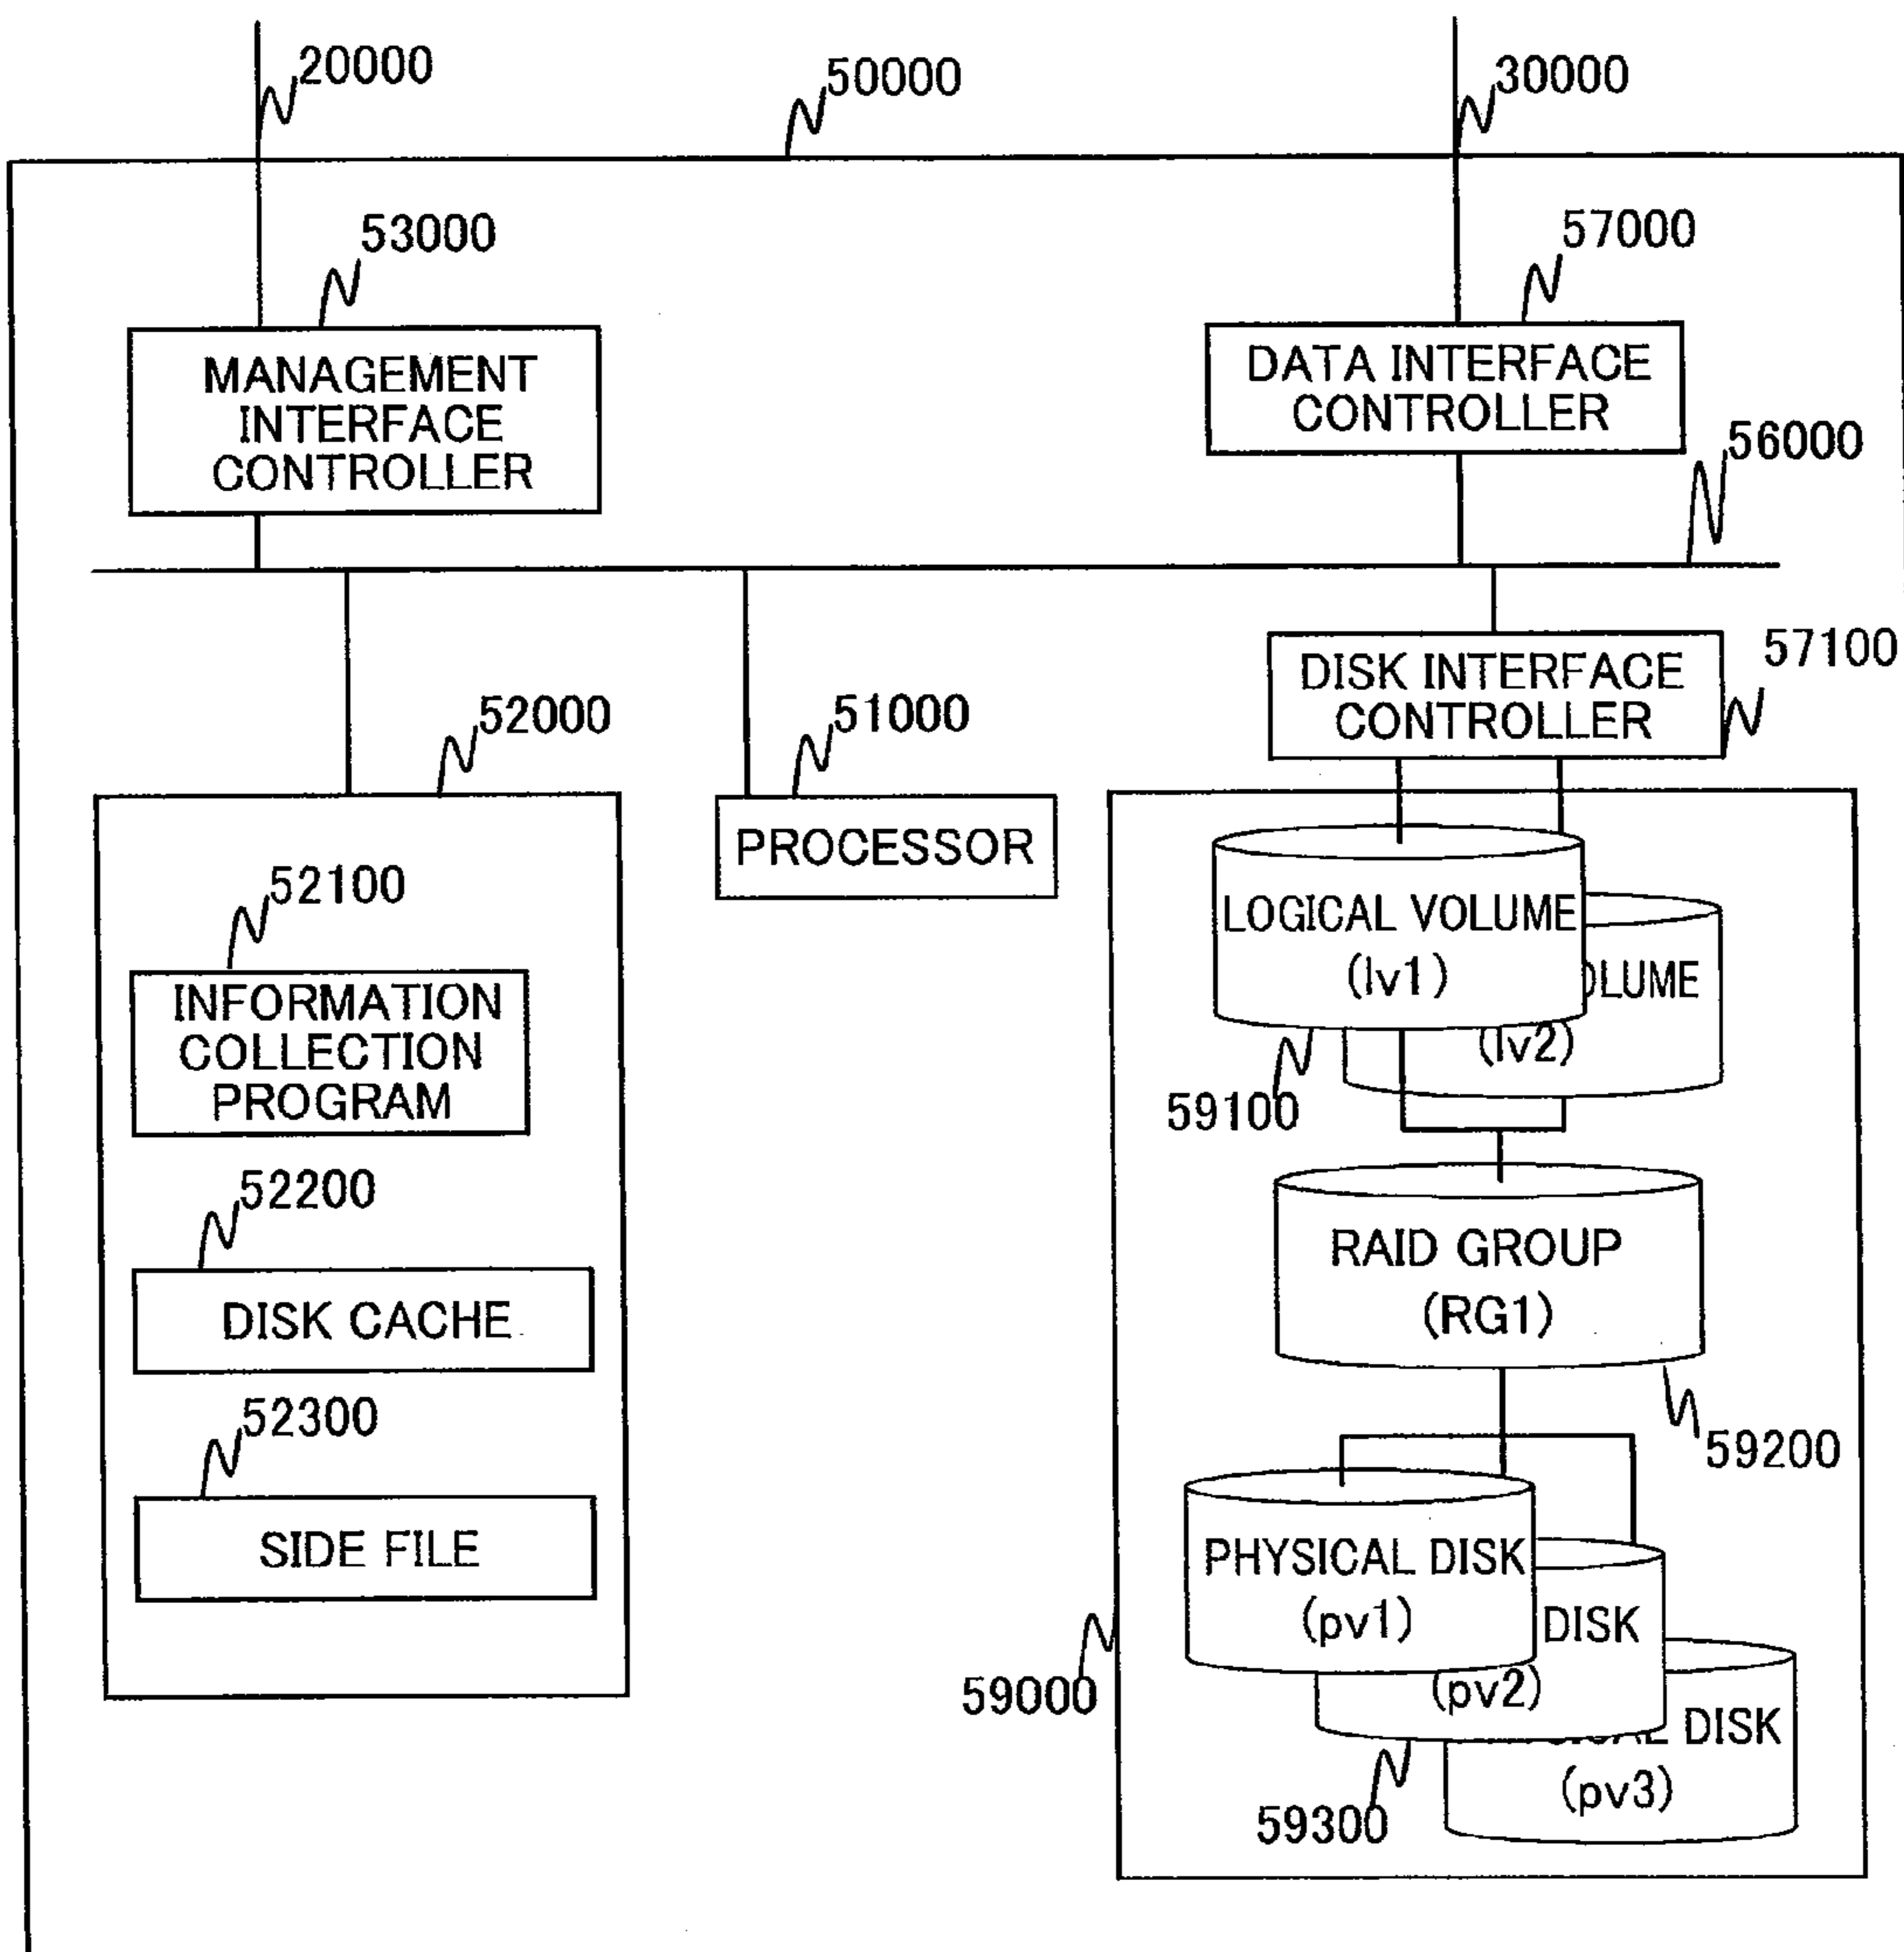 20000
50000
30000
53000
57000
MANAGEMENT
INTERFACE
CONTROLLER
DATA INTERFACE
CONTROLLER
56000
57100
DISK INTERFACE
CONTROLLER
52000
51000
PROCESSOR
52100
INFORMATION
COLLECTION
PROGRAM
LOGICAL VOLUME
(lv1)
(lv2)
59100
52200
DISK CACHE
RAID GROUP
(RG1)
59200
52300
SIDE FILE
PHYSICAL DISK
(pv1)
DISK
(pv2)
DISK
(pv3)
59000
59300